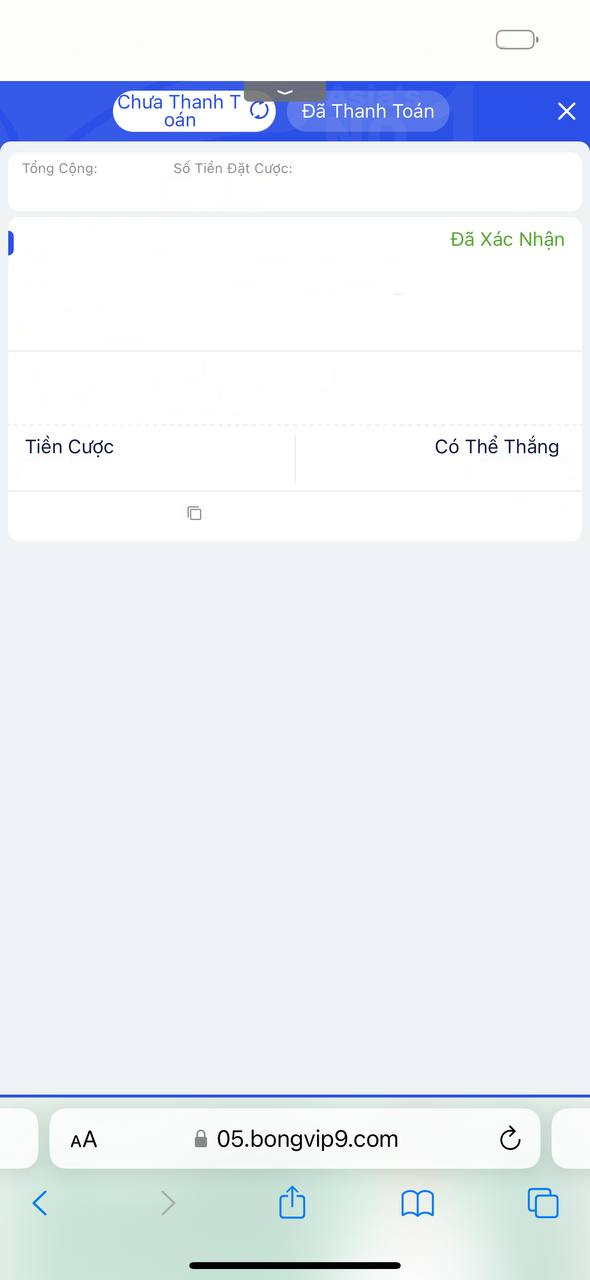 Chưa Thanh T
oán
Đã Thanh Toán
Tổng Cộng:
Số Tiền Đặt Cược:
Đã Xác Nhận
Tiền Cược
Có Thể Thắng
AA
05.bongvip9.com